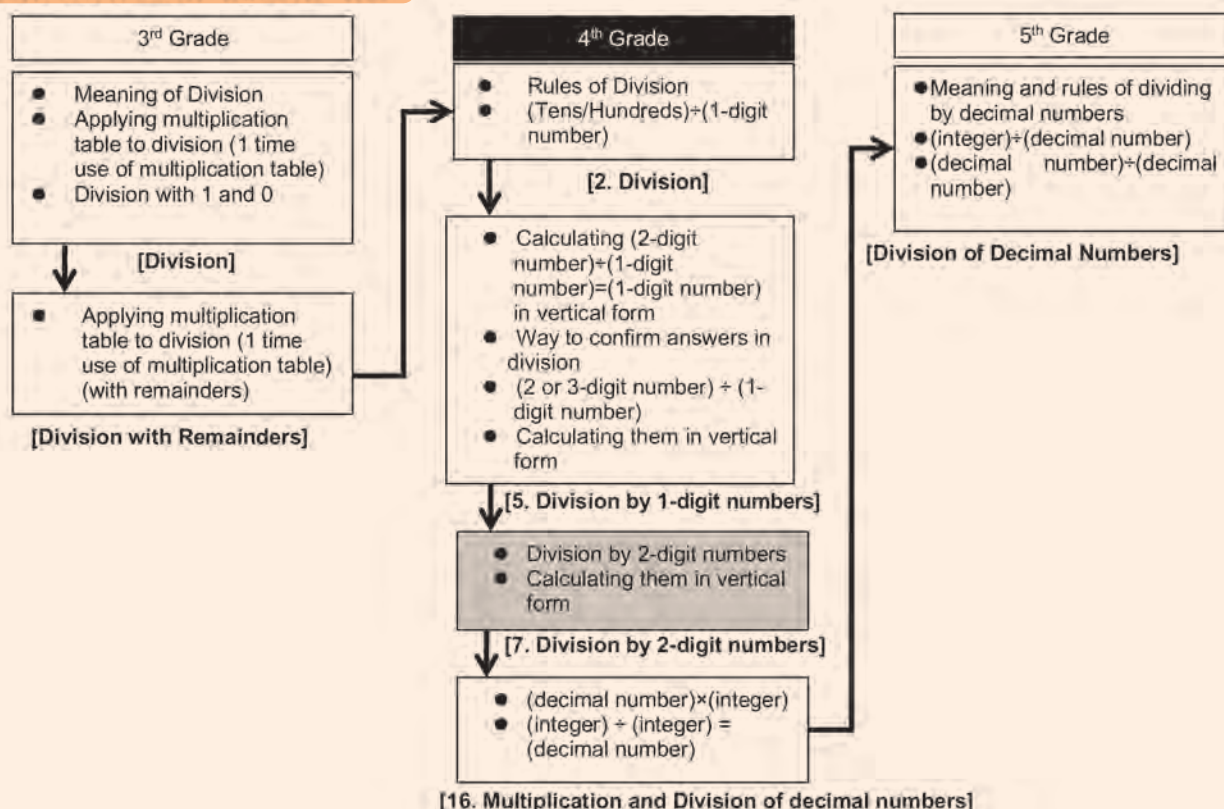 3rd Grade
● Meaning of Division
● Applying multiplication
table to division (1 time
use of multiplication table)
● Division with 1 and 0
[Division]
● Applying multiplication
table to division (1 time
use of multiplication table)
(with remainders)
[Division with Remainders]
4th Grade
● Rules of Division
● (Tens/Hundreds)÷(1-digit
number)
[2. Division]
● Calculating (2-digit
number)÷(1-digit
number)=(1-digit number)
in vertical form
● Way to confirm answers in
division
● (2 or 3-digit number) ÷ (1-
digit number)
● Calculating them in vertical
form
[5. Division by 1-digit numbers]
● Division by 2-digit numbers
● Calculating them in vertical
form
[7. Division by 2-digit numbers]
● (decimal number)×(integer)
● (integer) ÷ (integer) =
(decimal number)
[16. Multiplication and Division of decimal numbers]
5th Grade
● Meaning and rules of dividing
by decimal numbers
● (integer)÷(decimal number)
● (decimal number)÷(decimal
number)
[Division of Decimal Numbers]